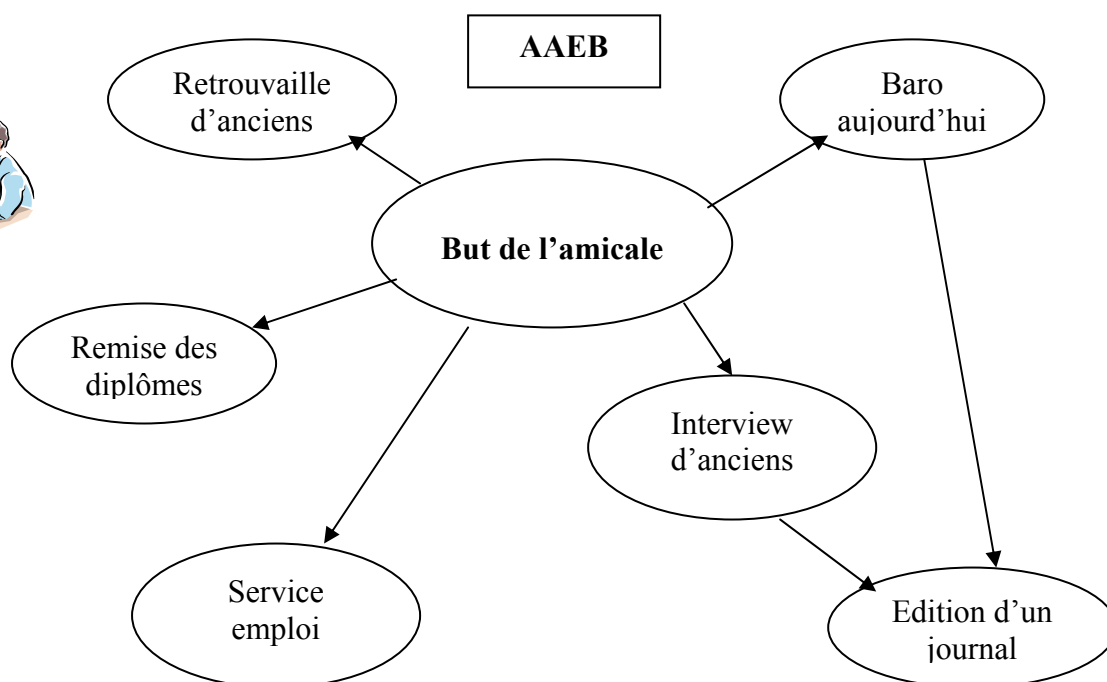 AAEB
Retrouvaille
d’anciens
Baro
aujourd’hui
But de l’amicale
Remise des
diplômes
Interview
d’anciens
Service
emploi
Edition d’un
journal